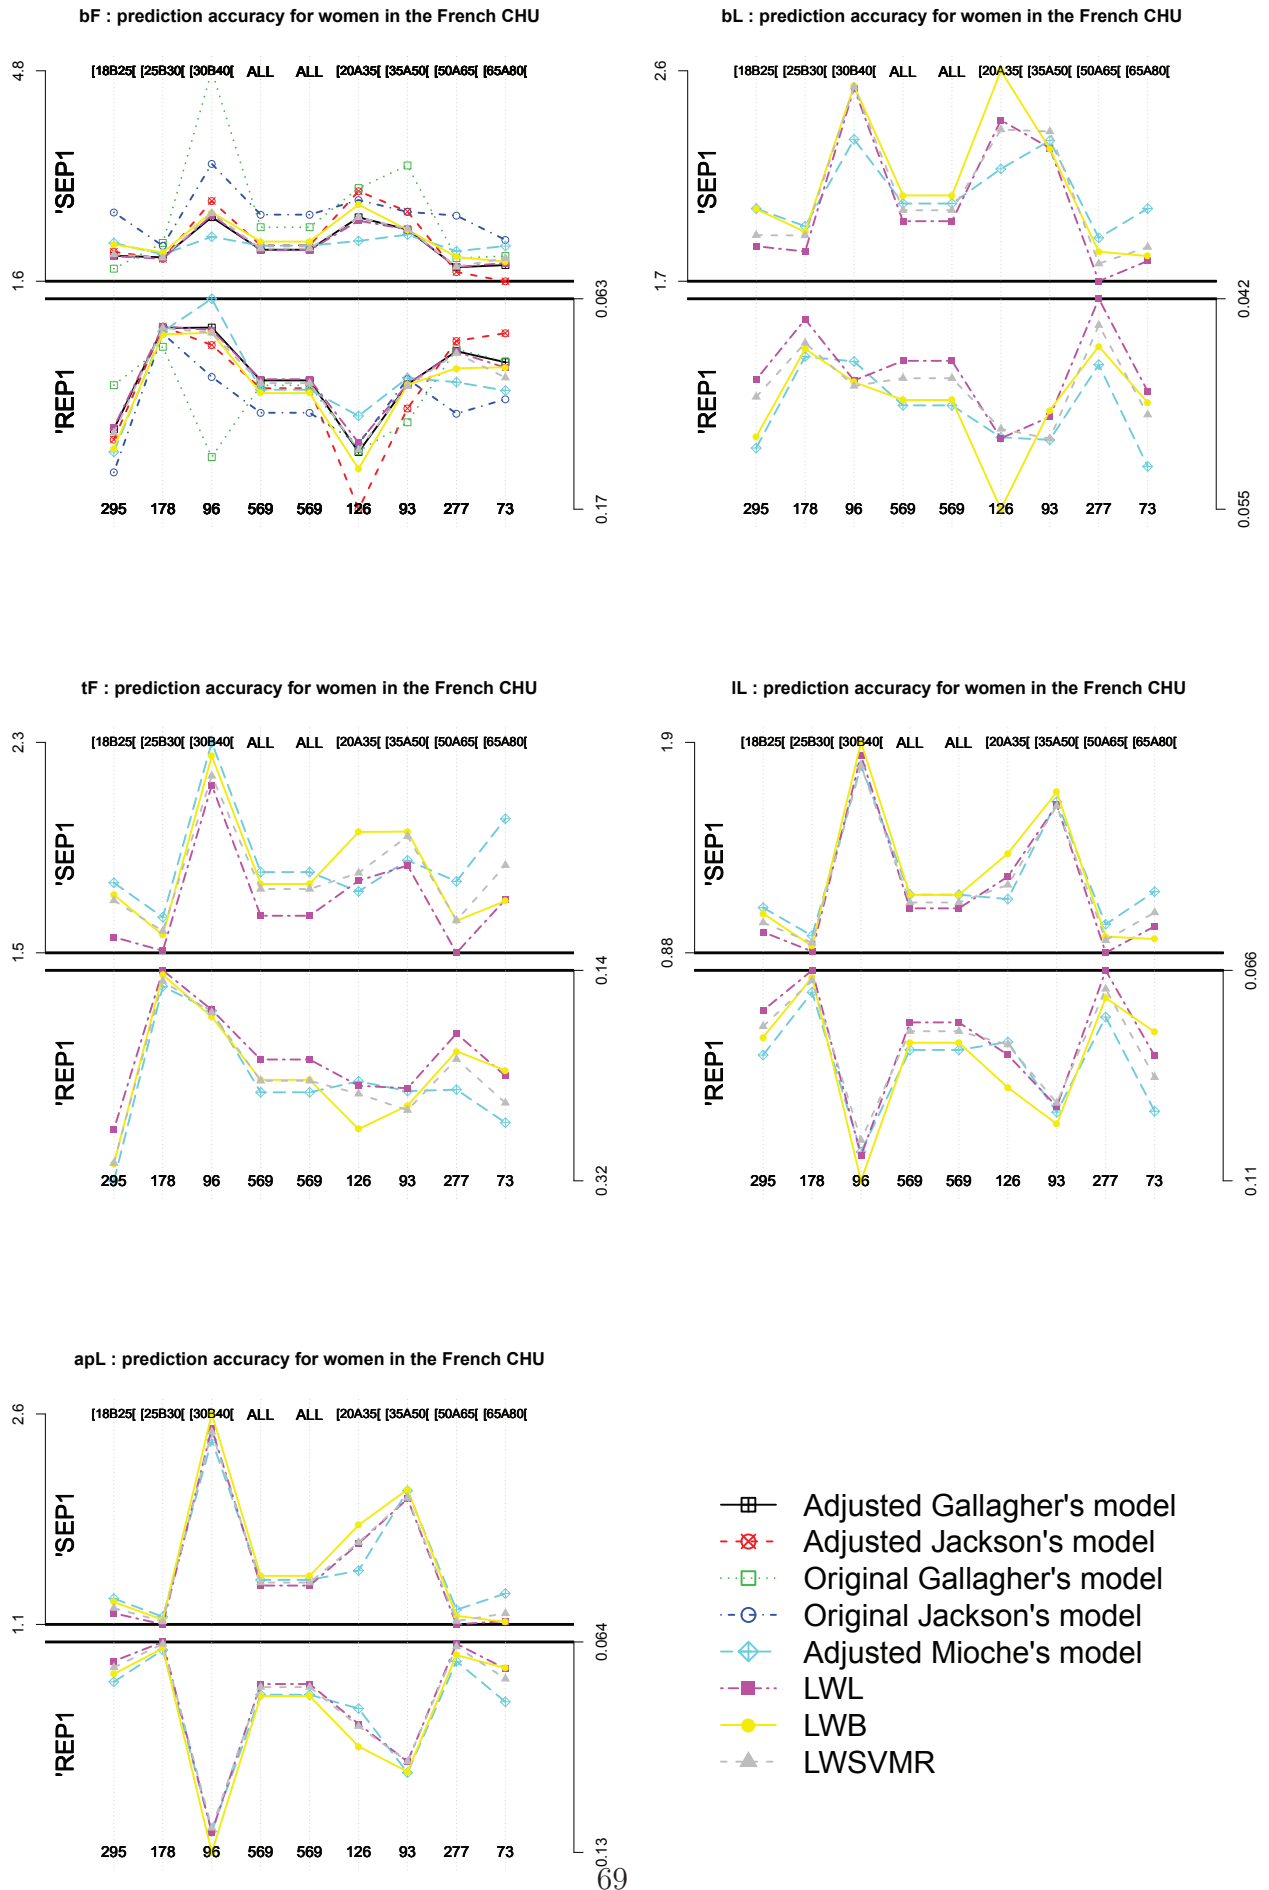 bF : prediction accuracy for women in the French CHU
[18B25[ [25B30[ [30B40[ ALL ALL [20A35[ [35A50[ [50A65[ [65A80[
4.8
'SEP1
1.6
0.063
'REP1
0.17
295 178 96 569 569 126 93 277 73
bL : prediction accuracy for women in the French CHU
[18B25[ [25B30[ [30B40[ ALL ALL [20A35[ [35A50[ [50A65[ [65A80[
2.6
'SEP1
1.7
0.042
'REP1
0.055
295 178 96 569 569 126 93 277 73
tF : prediction accuracy for women in the French CHU
[18B25[ [25B30[ [30B40[ ALL ALL [20A35[ [35A50[ [50A65[ [65A80[
2.3
'SEP1
1.5
0.14
'REP1
0.32
295 178 96 569 569 126 93 277 73
lL : prediction accuracy for women in the French CHU
[18B25[ [25B30[ [30B40[ ALL ALL [20A35[ [35A50[ [50A65[ [65A80[
1.9
'SEP1
0.88
0.066
'REP1
0.11
295 178 96 569 569 126 93 277 73
apL : prediction accuracy for women in the French CHU
[18B25[ [25B30[ [30B40[ ALL ALL [20A35[ [35A50[ [50A65[ [65A80[
2.6
'SEP1
1.1
0.064
'REP1
0.13
295 178 96 569 569 126 93 277 73
Adjusted Gallagher's model
Adjusted Jackson's model
Original Gallagher's model
Original Jackson's model
Adjusted Mioche's model
LWL
LWB
LWSVMR
69